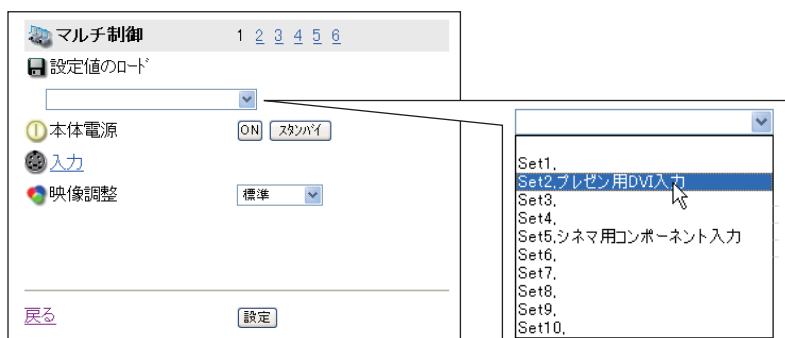 マルチ制御 1 2 3 4 5 6
設定値のロード
本体電源 ON スタンバイ
入力
映像調整 標準
戻る 設定
Set1,
Set2,プレゼン用DVI入力
Set3,
Set4,
Set5,シネマ用コンポーネント入力
Set6,
Set7,
Set8,
Set9,
Set10,